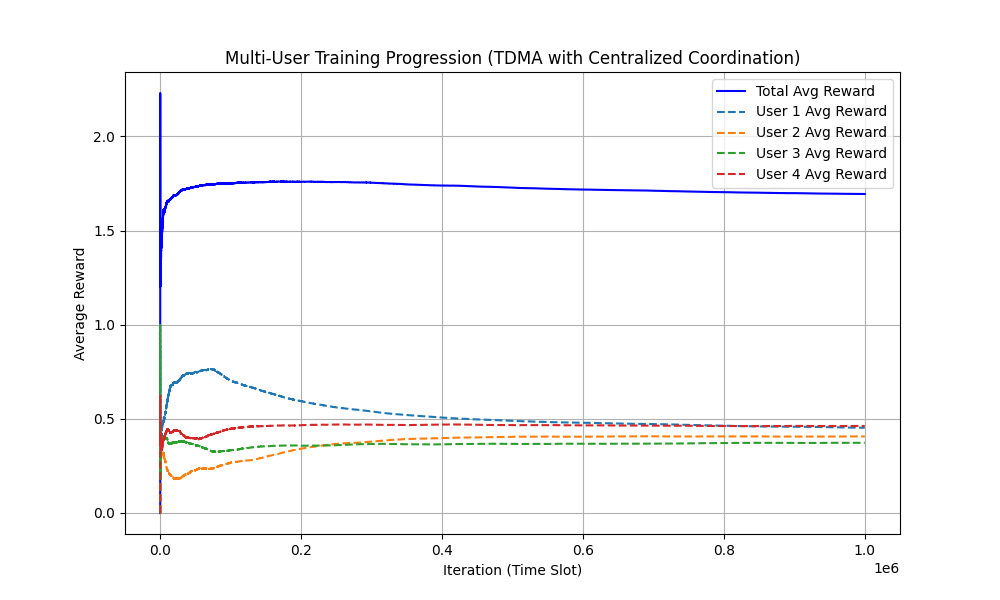 Multi-User Training Progression (TDMA with Centralized Coordination)
Total Avg Reward
User 1 Avg Reward
User 2 Avg Reward
User 3 Avg Reward
User 4 Avg Reward
Average Reward
2.0
1.5
1.0
0.5
0.0
0.0 0.2 0.4 0.6 0.8 1.0
1e6
Iteration (Time Slot)